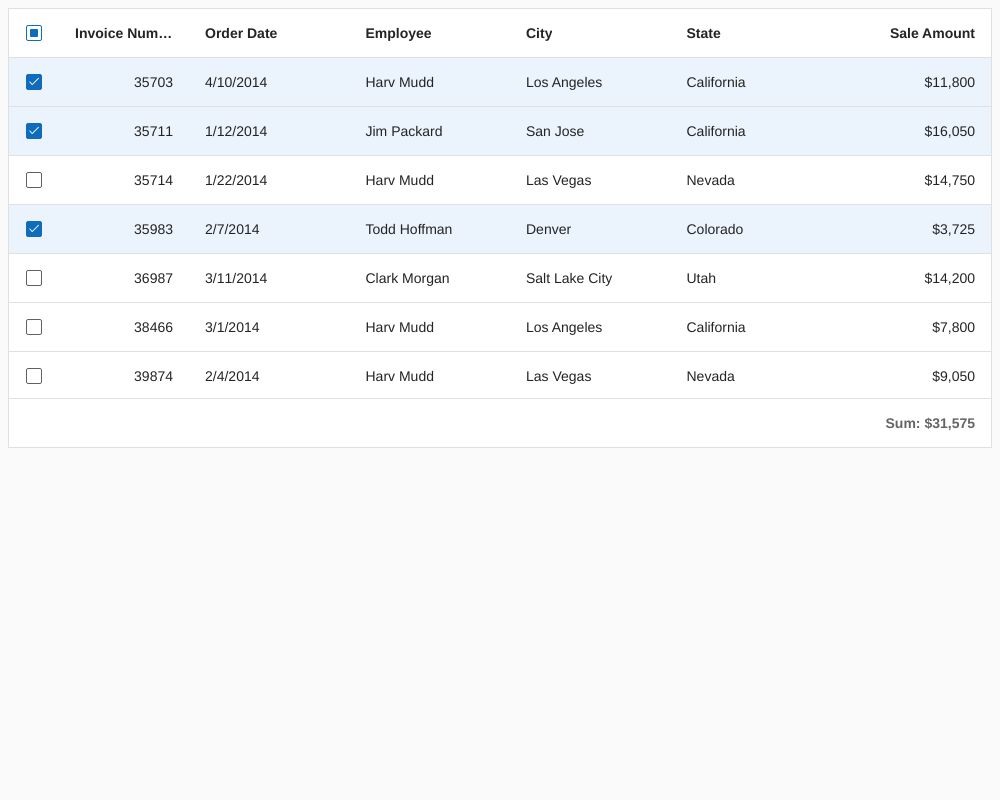 Invoice Num… Order Date Employee City State Sale Amount
35703 4/10/2014 Harv Mudd Los Angeles California $11,800
35711 1/12/2014 Jim Packard San Jose California $16,050
35714 1/22/2014 Harv Mudd Las Vegas Nevada $14,750
35983 2/7/2014 Todd Hoffman Denver Colorado $3,725
36987 3/11/2014 Clark Morgan Salt Lake City Utah $14,200
38466 3/1/2014 Harv Mudd Los Angeles California $7,800
39874 2/4/2014 Harv Mudd Las Vegas Nevada $9,050
Sum: $31,575